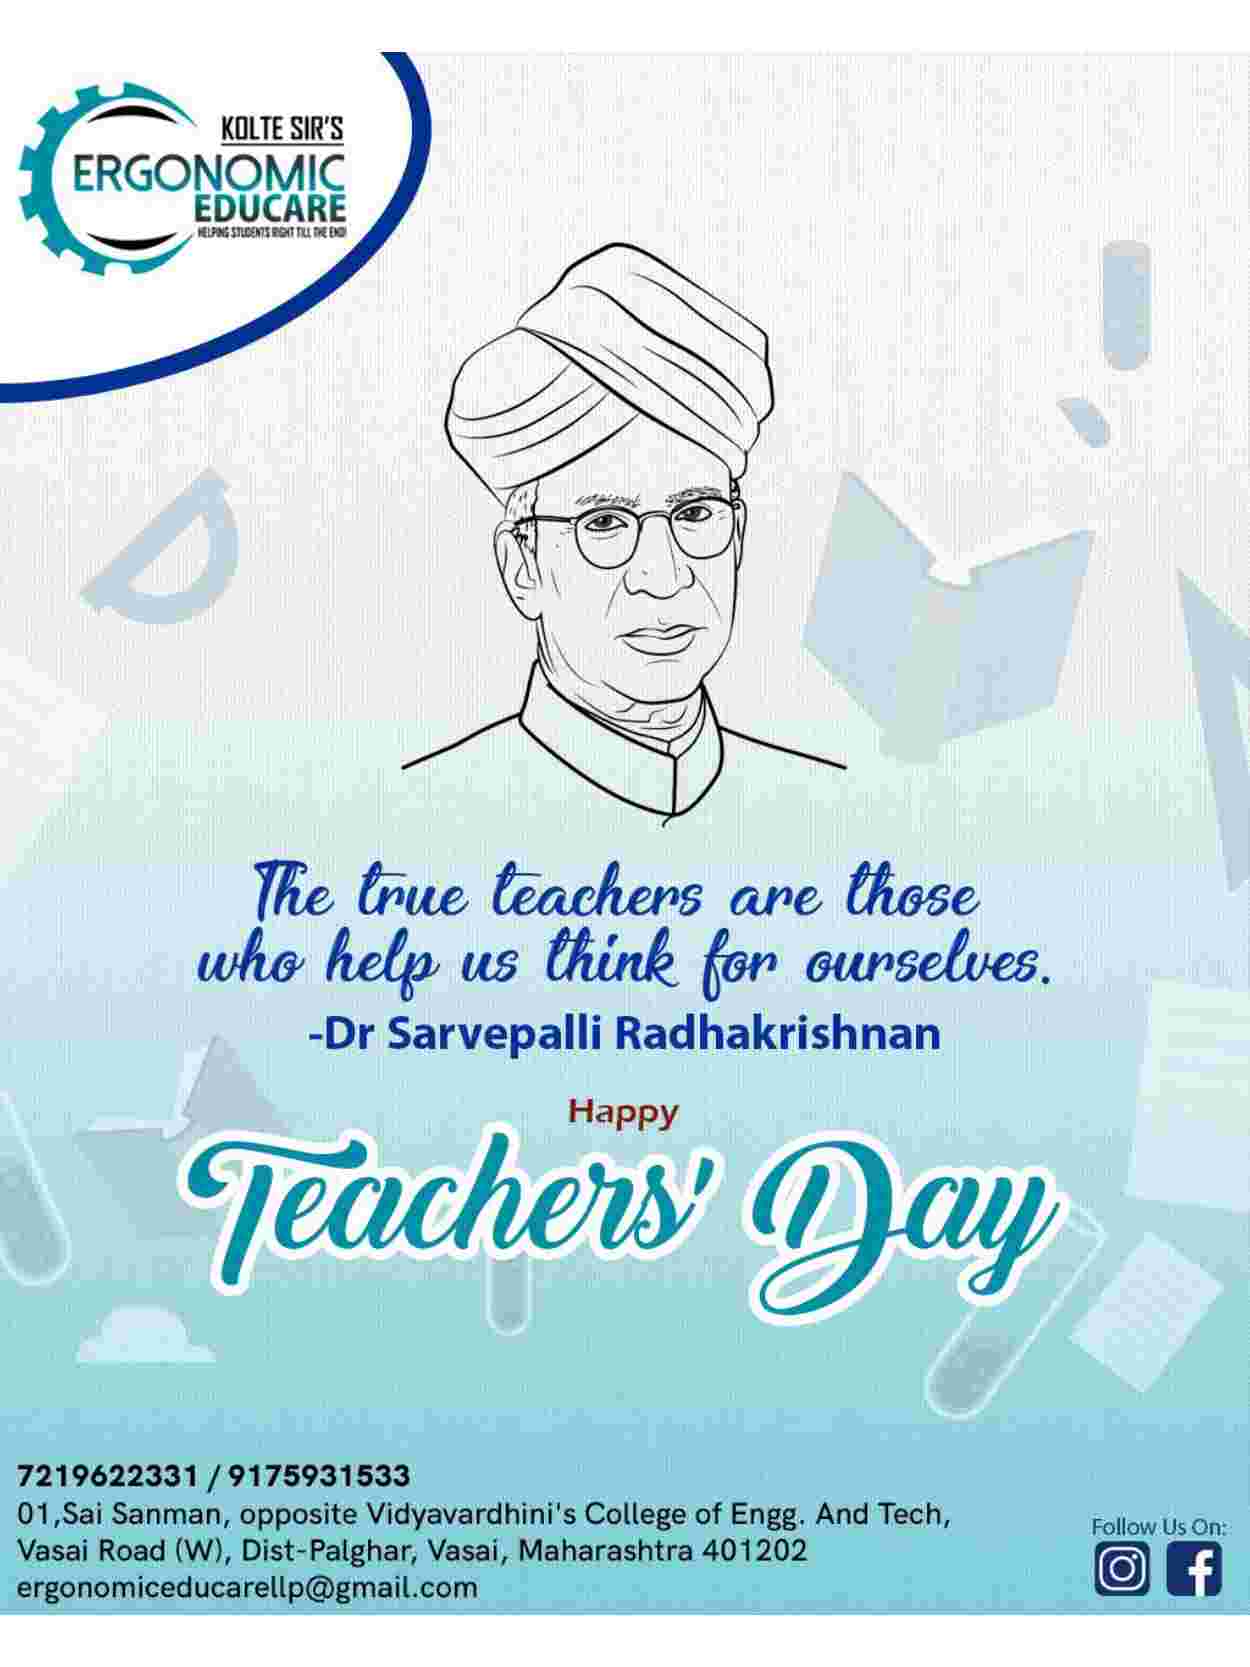 KOLTE SIR'S
ERGONOMIC
EDUCARE
HELPING STUDENTS RIGHT TILL THE END!
The true teachers are those
who help us think for ourselves.
-Dr Sarvepalli Radhakrishnan
Happy
Teachers' Day
7219622331 / 9175931533
01,Sai Sanman, opposite Vidyavardhini's College of Engg. And Tech,
Vasai Road (W), Dist-Palghar, Vasai, Maharashtra 401202
ergonomiceducarellp@gmail.com
Follow Us On: